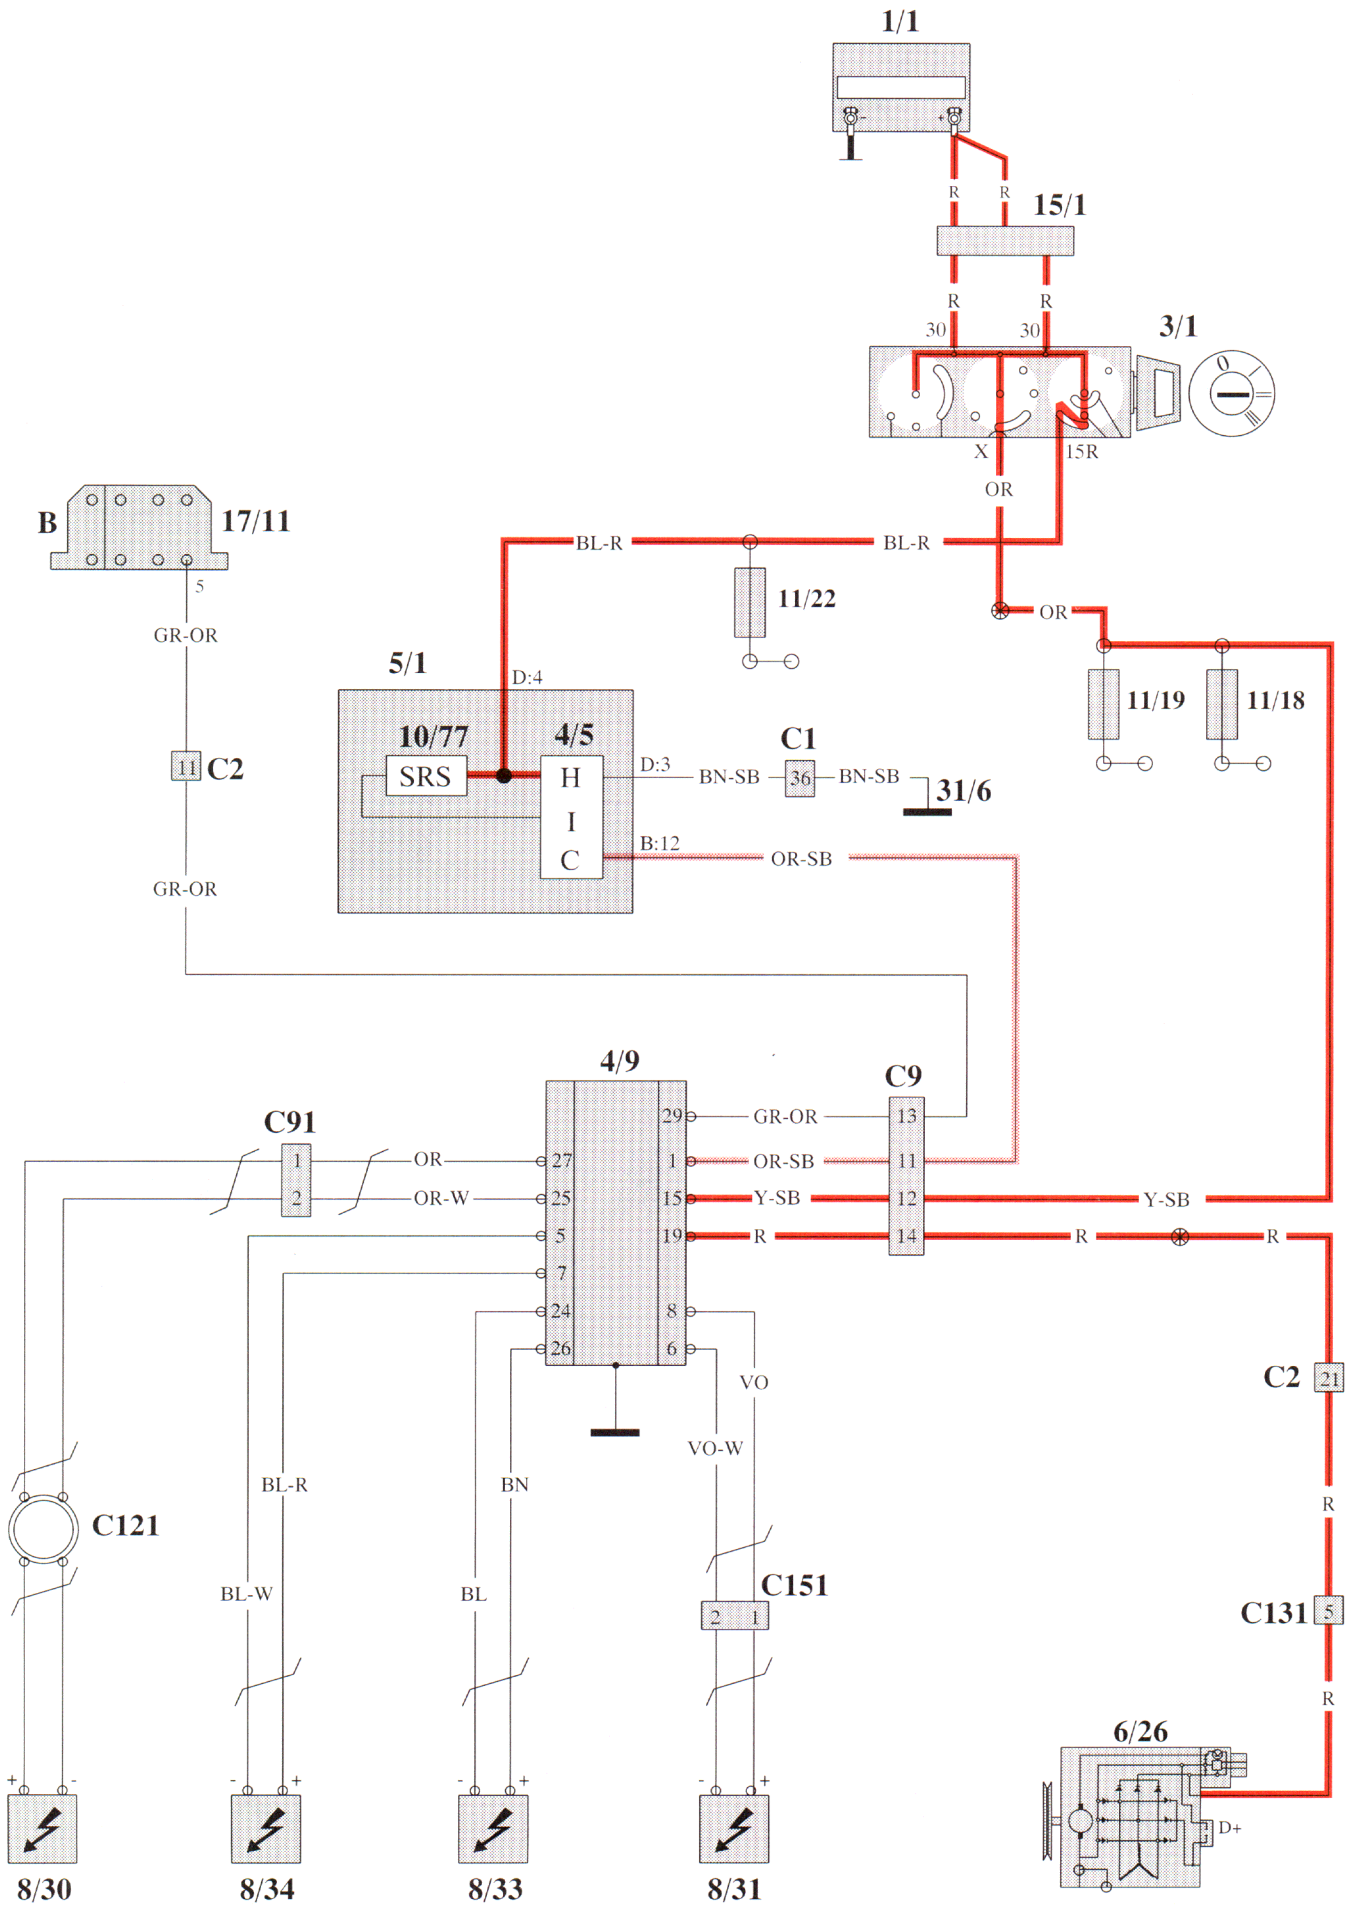 1/1
- +
R R
15/1
R R
30 30
3/1
0
X 15R
OR
B 17/11
5
BL-R BL-R
GR-OR
11/22
OR
5/1
D:4
11/19 11/18
10/77 4/5
SRS H
I
C
D:3 BN-SB
C1
36
BN-SB
31/6
11 C2
B:12 OR-SB
GR-OR
4/9
C9
29 GR-OR 13
C91
1 OR 27
1 OR-SB 11
2 OR-W 25
15 Y-SB 12 Y-SB
5
19 R 14 R R
7
24 8
26 6
C2 21
VO
VO-W
BL-R BN
R
C121
BL-W BL
C151
2 1
C131 5
R
6/26
D+
+ -
- +
- +
- +
8/30 8/34 8/33 8/31